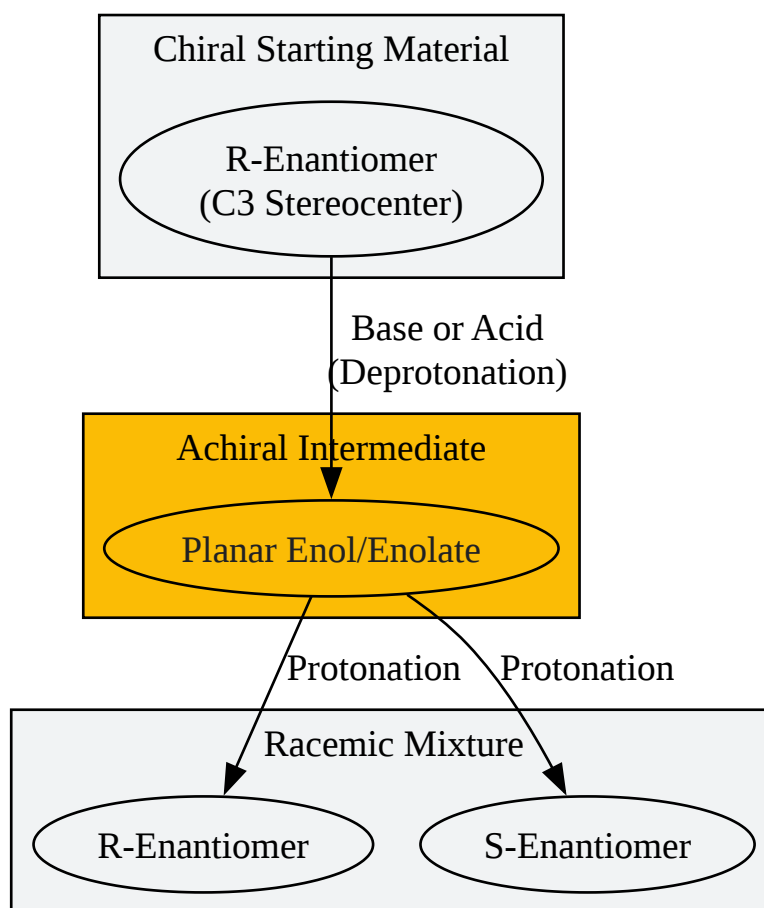 Chiral Starting Material
R-Enantiomer
(C3 Stereocenter)
Base or Acid
(Deprotonation)
Achiral Intermediate
Planar Enol/Enolate
Protonation
Protonation
Racemic Mixture
R-Enantiomer
S-Enantiomer